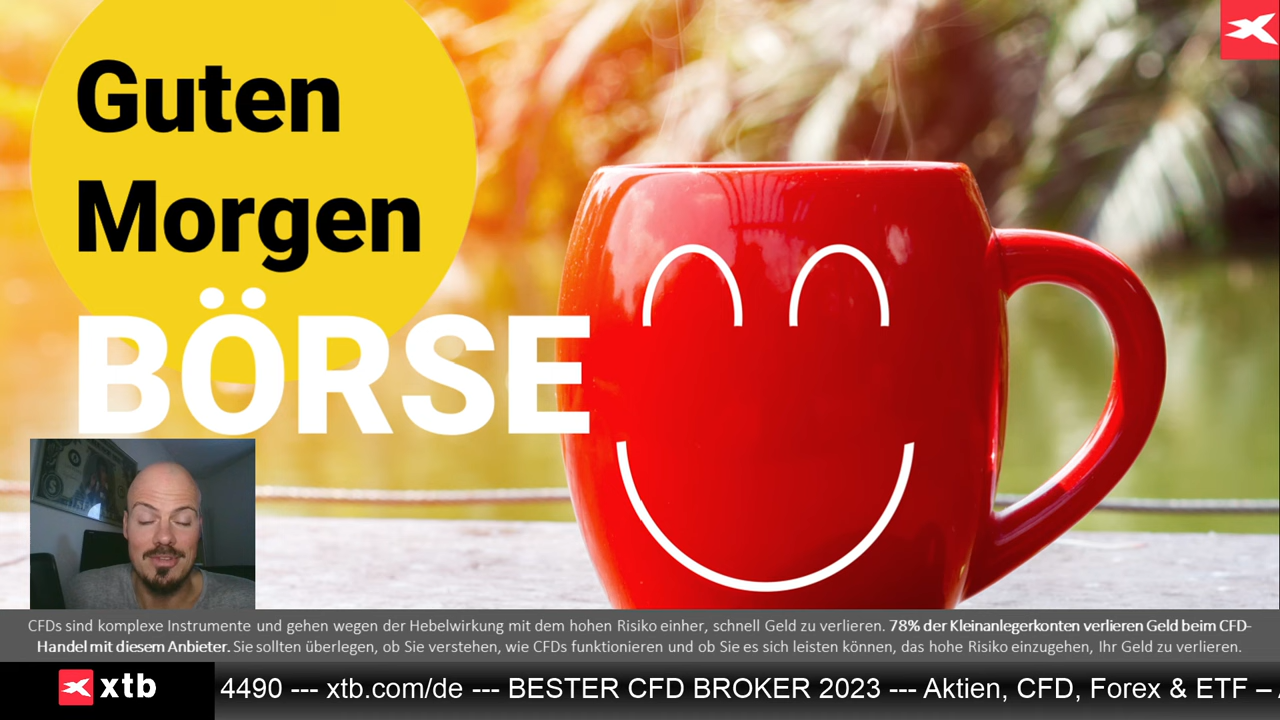 Guten
Morgen
BÖRSE
CFDs sind komplexe Instrumente und gehen wegen der Hebelwirkung mit dem hohen Risiko einher, schnell Geld zu verlieren. 78% der Kleinanlegerkonten verlieren Geld beim CFD-
Handel mit diesem Anbieter. Sie sollten überlegen, ob Sie verstehen, wie CFDs funktionieren und ob Sie es sich leisten können, das hohe Risiko einzugehen, Ihr Geld zu verlieren.
xtb
4490 --- xtb.com/de --- BESTER CFD BROKER 2023 --- Aktien, CFD, Forex & ETF –